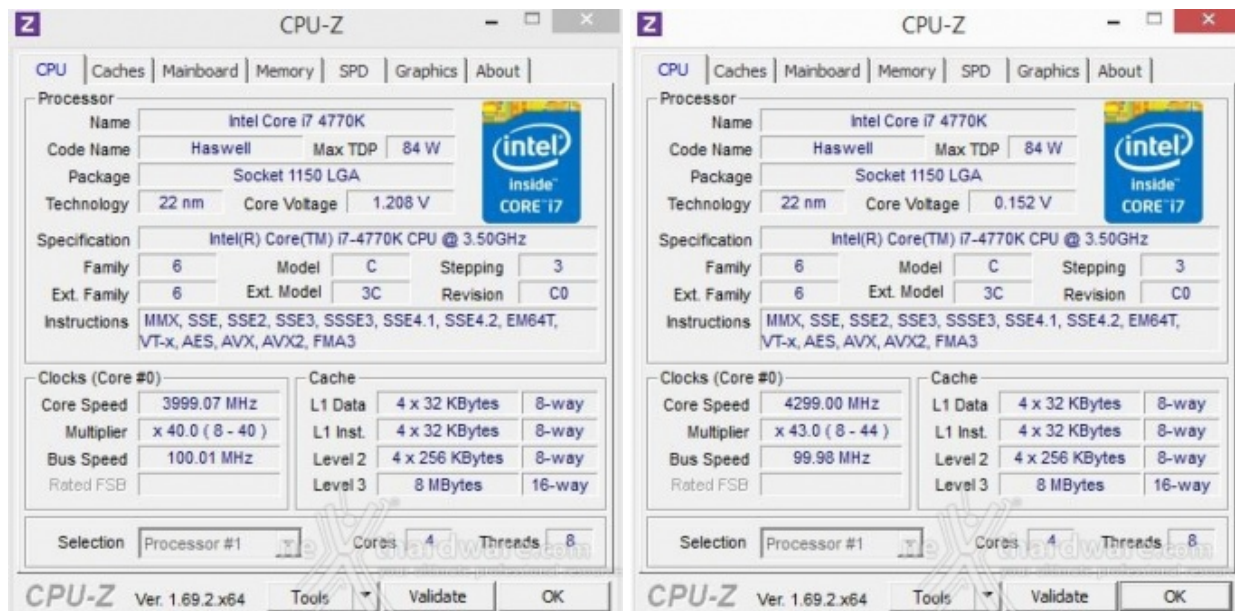 CPU-Z
CPU Caches Mainboard Memory SPD Graphics About
Processor
Name Intel Core i7 4770K
Code Name Haswell Max TDP 84 W
Package Socket 1150 LGA
Technology 22 nm Core Voltage 1.208 V
intel
inside™
CORE™i7
Specification Intel(R) Core(TM) i7-4770K CPU @ 3.50GHz
Family 6 Model C Stepping 3
Ext. Family 6 Ext. Model 3C Revision C0
Instructions MMX, SSE, SSE2, SSE3, SSSE3, SSE4.1, SSE4.2, EM64T,
VT-x, AES, AVX, AVX2, FMA3
Clocks (Core #0)
Core Speed 3999.07 MHz
Multiplier x 40.0 ( 8 - 40 )
Bus Speed 100.01 MHz
Rated FSB
Cache
L1 Data 4 x 32 KBytes 8-way
L1 Inst. 4 x 32 KBytes 8-way
Level 2 4 x 256 KBytes 8-way
Level 3 8 MBytes 16-way
Selection Processor #1 Cores 4 Threads 8
CPU-Z Ver. 1.69.2.x64 Tools Validate OK
CPU-Z
CPU Caches Mainboard Memory SPD Graphics About
Processor
Name Intel Core i7 4770K
Code Name Haswell Max TDP 84 W
Package Socket 1150 LGA
Technology 22 nm Core Voltage 0.152 V
intel
inside™
CORE™i7
Specification Intel(R) Core(TM) i7-4770K CPU @ 3.50GHz
Family 6 Model C Stepping 3
Ext. Family 6 Ext. Model 3C Revision C0
Instructions MMX, SSE, SSE2, SSE3, SSSE3, SSE4.1, SSE4.2, EM64T,
VT-x, AES, AVX, AVX2, FMA3
Clocks (Core #0)
Core Speed 4299.00 MHz
Multiplier x 43.0 ( 8 - 44 )
Bus Speed 99.98 MHz
Rated FSB
Cache
L1 Data 4 x 32 KBytes 8-way
L1 Inst. 4 x 32 KBytes 8-way
Level 2 4 x 256 KBytes 8-way
Level 3 8 MBytes 16-way
Selection Processor #1 Cores 4 Threads 8
CPU-Z Ver. 1.69.2.x64 Tools Validate OK